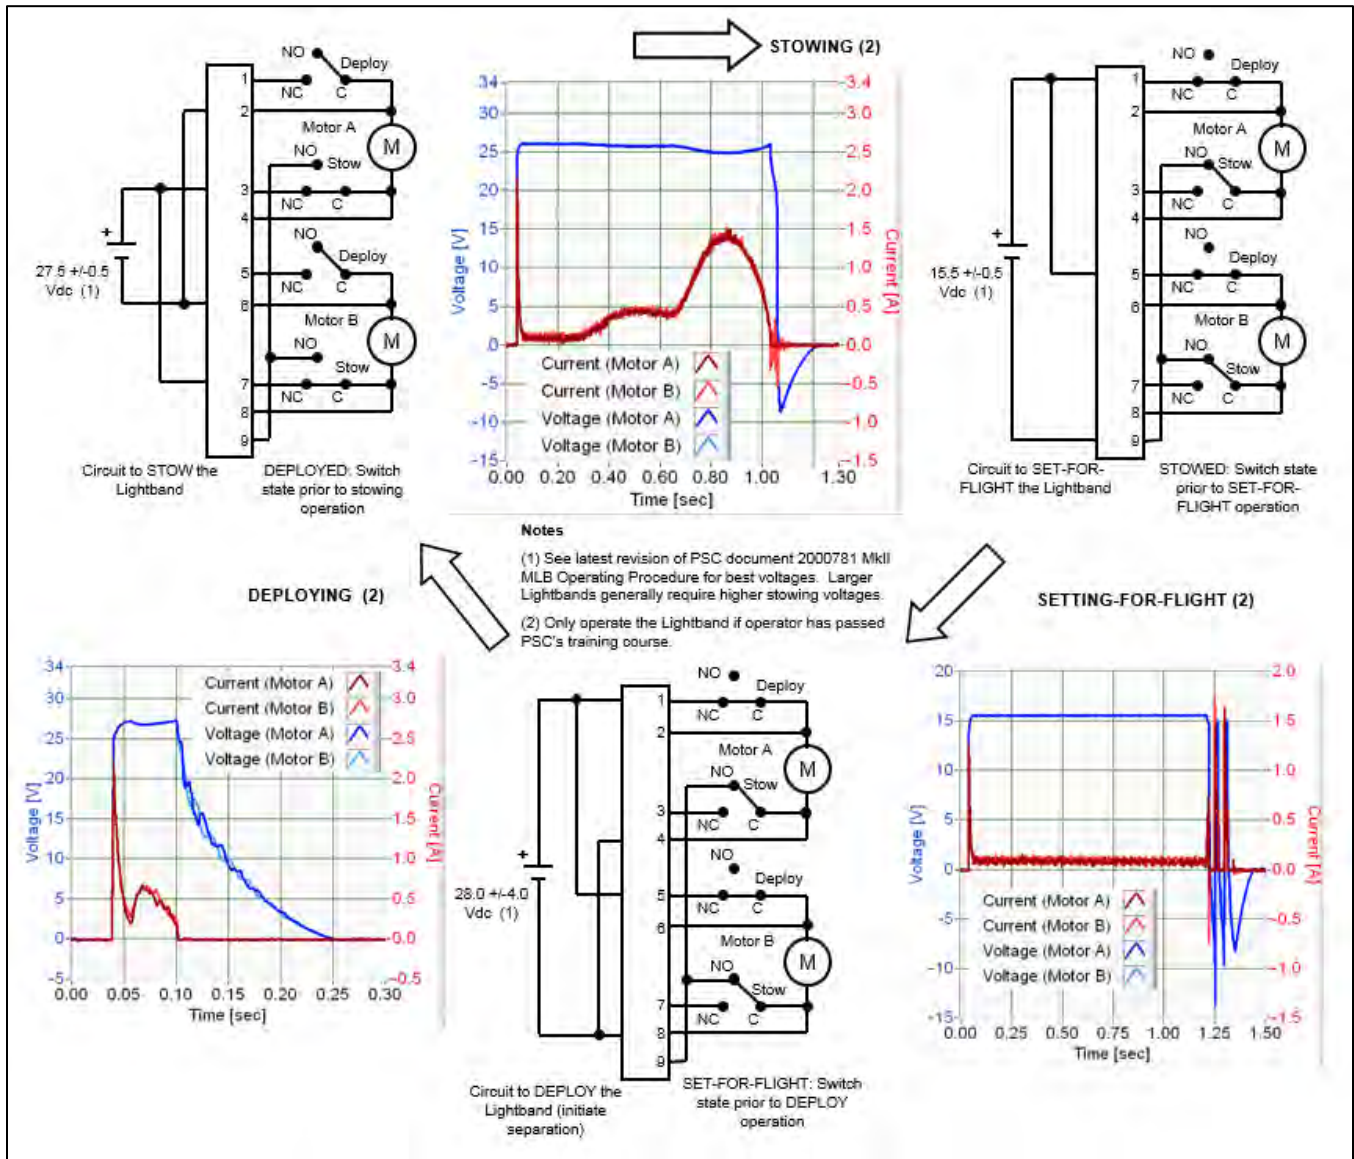 STOWING (2)
NO
Deploy
1
NC
C
2
Motor A
M
NO
Stow
3
NC
C
4
NO
Deploy
5
NC
C
6
Motor B
M
NO
Stow
7
NC
C
8
9
+
27.5 +/-0.5
Vdc (1)
Circuit to STOW the
Lightband
DEPLOYED: Switch
state prior to stowing
operation
34
30
25
20
15
10
5
0
-5
-10
-15
Voltage [V]
3.4
3.0
2.5
2.0
1.5
1.0
0.5
0.0
-0.5
-1.0
-1.5
Current [A]
Current (Motor A)
Current (Motor B)
Voltage (Motor A)
Voltage (Motor B)
0.00 0.20 0.40 0.60 0.80 1.00 1.30
Time [sec]
NO
Deploy
1
NC
C
2
Motor A
M
NO
Stow
3
NC
C
4
NO
Deploy
5
NC
C
6
Motor B
M
NO
Stow
7
NC
C
8
9
+
15.5 +/-0.5
Vdc (1)
Circuit to SET-FOR-
FLIGHT the Lightband
STOWED: Switch state
prior to SET-FOR-
FLIGHT operation
Notes
(1) See latest revision of PSC document 2000781 MkII
MLB Operating Procedure for best voltages. Larger
Lightbands generally require higher stowing voltages.
(2) Only operate the Lightband if operator has passed
PSC's training course.
DEPLOYING (2)
34
30
25
20
15
10
5
0
-5
Voltage [V]
3.4
3.0
2.5
2.0
1.5
1.0
0.5
0.0
-0.5
Current [A]
Current (Motor A)
Current (Motor B)
Voltage (Motor A)
Voltage (Motor B)
0.00 0.05 0.10 0.15 0.20 0.25 0.30
Time [sec]
NO
Deploy
1
NC
C
2
Motor A
M
NO
Stow
3
NC
C
4
NO
Deploy
5
NC
C
6
Motor B
M
NO
Stow
7
NC
C
8
9
+
28.0 +/-4.0
Vdc (1)
Circuit to DEPLOY the
Lightband (initiate
separation)
SET-FOR-FLIGHT: Switch
state prior to DEPLOY
operation
SETTING-FOR-FLIGHT (2)
20
15
10
5
0
-5
-10
-15
Voltage [V]
2.0
1.5
1.0
0.5
0.0
-0.5
-1.0
-1.5
Current [A]
Current (Motor A)
Current (Motor B)
Voltage (Motor A)
Voltage (Motor B)
0.00 0.25 0.50 0.75 1.00 1.25 1.50
Time [sec]